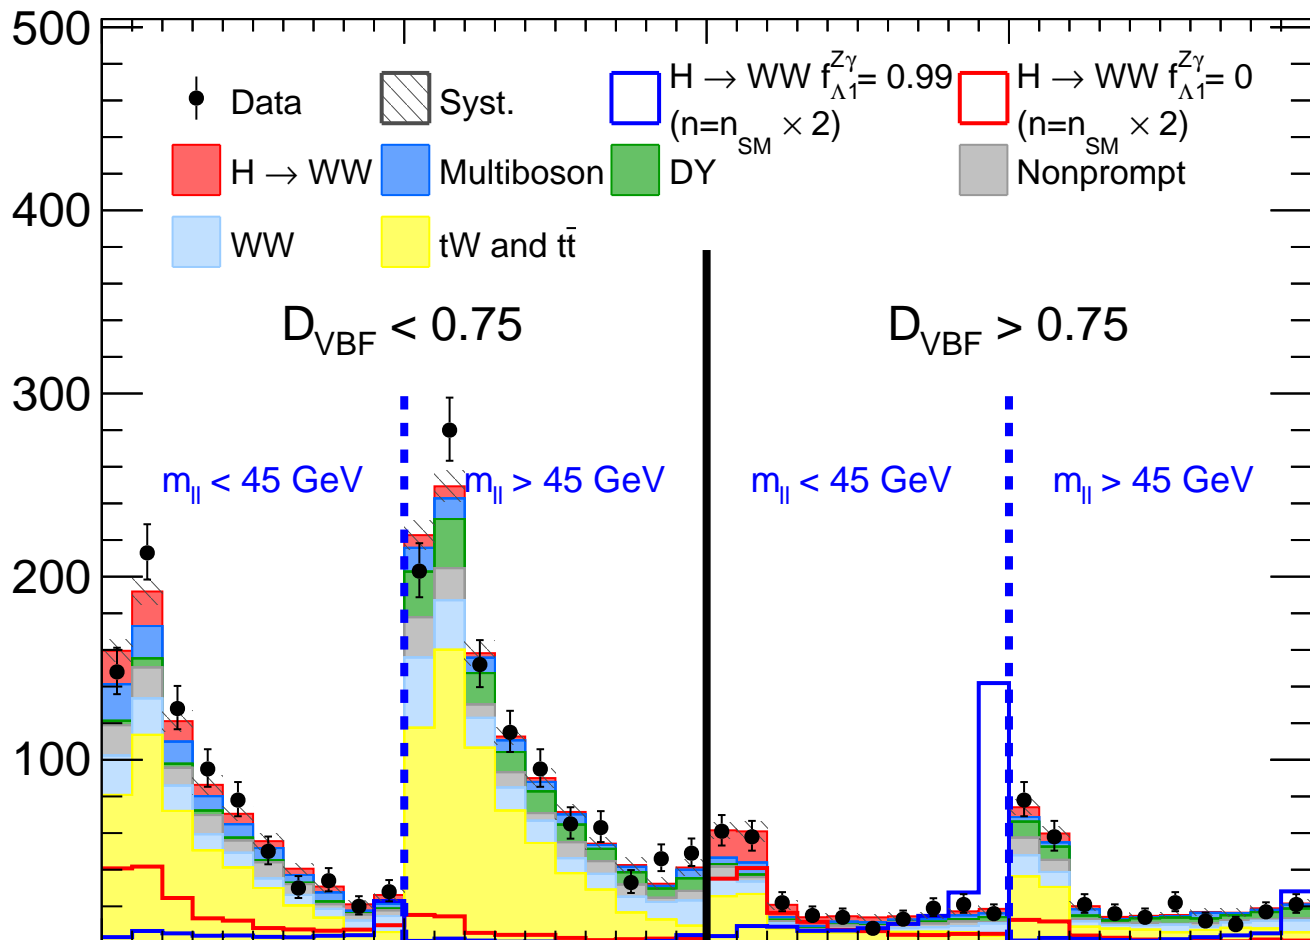 500
400
300
200
100
Data
Syst.
H → WW f_{Λ1}^{Zγ}= 0.99
(n=n_{SM} × 2)
H → WW f_{Λ1}^{Zγ}= 0
(n=n_{SM} × 2)
H → WW
Multiboson
DY
Nonprompt
WW
tW and tt̄
D_{VBF} < 0.75
D_{VBF} > 0.75
m_{ll} < 45 GeV
m_{ll} > 45 GeV
m_{ll} < 45 GeV
m_{ll} > 45 GeV